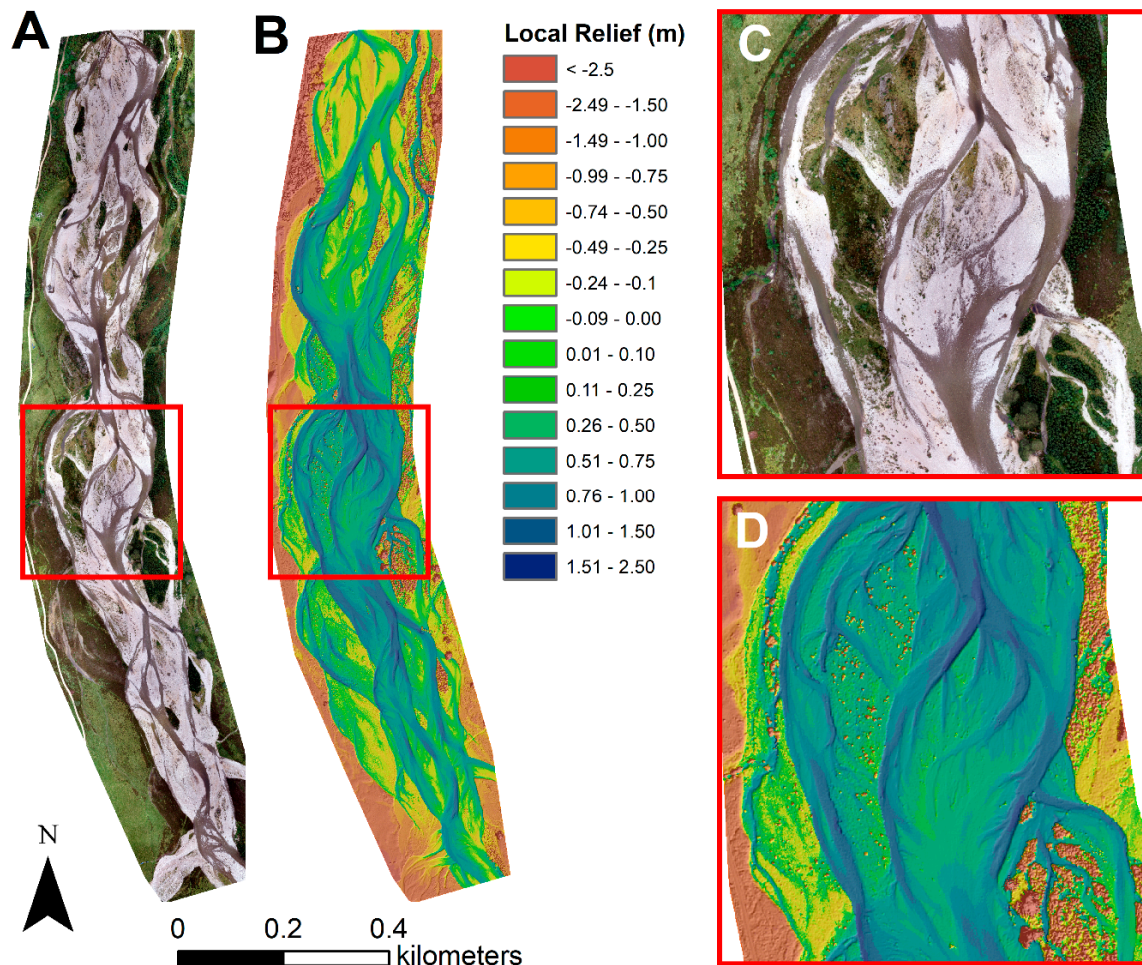 A
B
Local Relief (m)
< -2.5
-2.49 - -1.50
-1.49 - -1.00
-0.99 - -0.75
-0.74 - -0.50
-0.49 - -0.25
-0.24 - -0.1
-0.09 - 0.00
0.01 - 0.10
0.11 - 0.25
0.26 - 0.50
0.51 - 0.75
0.76 - 1.00
1.01 - 1.50
1.51 - 2.50
C
D
N
0 0.2 0.4
kilometers